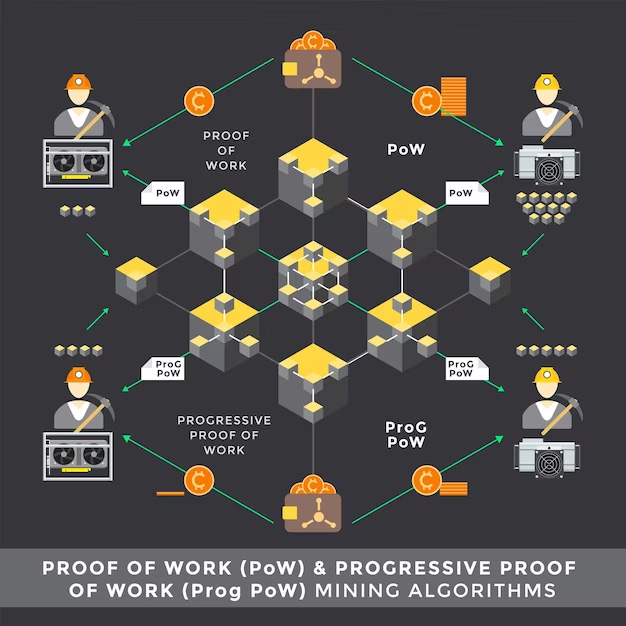 PROOF
OF
WORK
PoW
PoW
PoW
ProG
PoW
ProG
PoW
PROGRESSIVE
PROOF OF
WORK
ProG
PoW
PROOF OF WORK (PoW) & PROGRESSIVE PROOF
OF WORK (Prog PoW) MINING ALGORITHMS